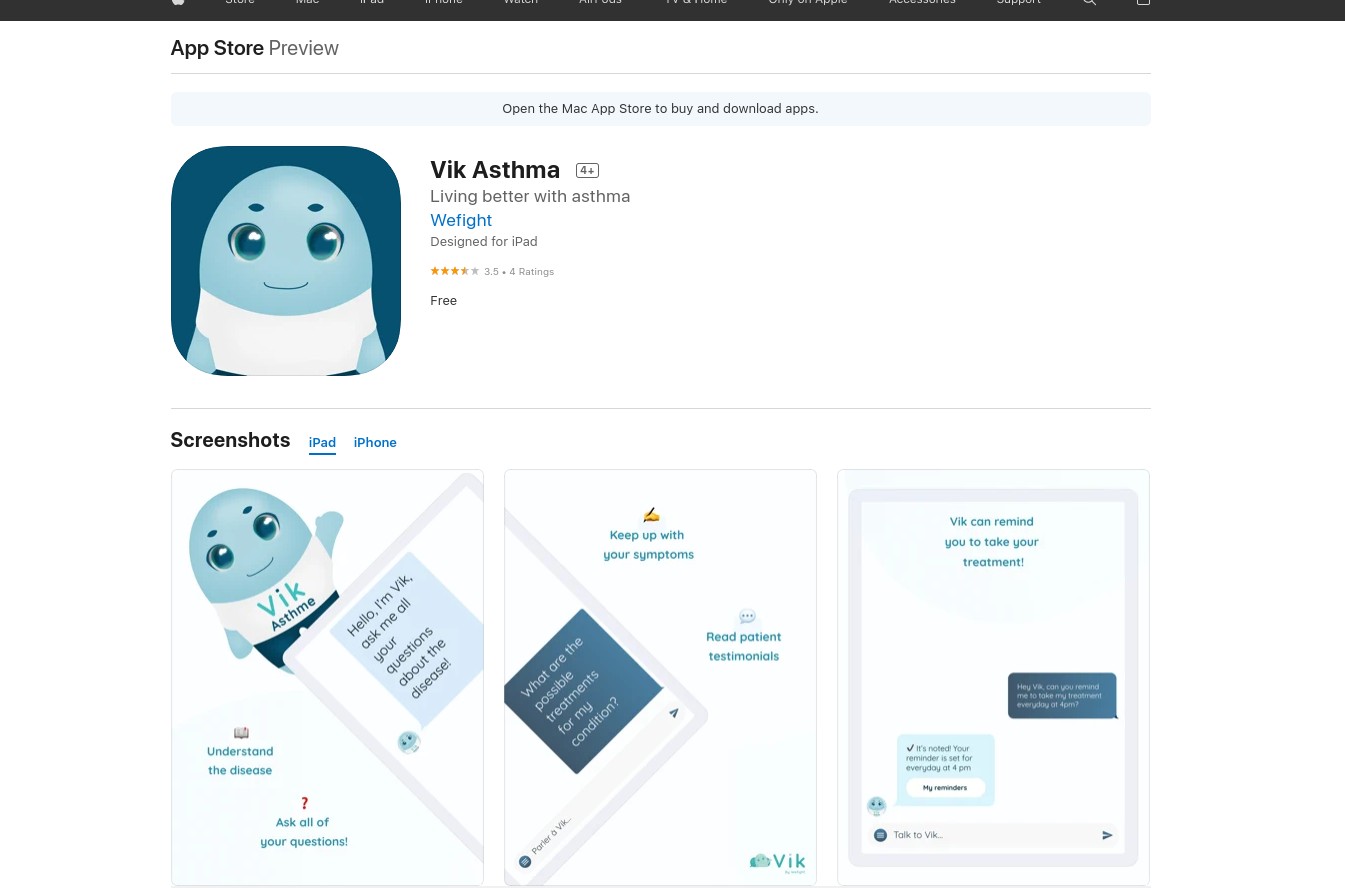 Store Mac iPad iPhone Watch AirPods TV & Home Only on Apple Accessories Support
App Store Preview
Open the Mac App Store to buy and download apps.
Vik Asthma 4+
Living better with asthma
Wefight
Designed for iPad
3.5 • 4 Ratings
Free
Screenshots iPad iPhone
Vik
Asthme
Hello, I'm Vik,
ask me all
your
questions
about the
disease!
Understand
the disease
Ask all of
your questions!
Keep up with
your symptoms
Read patient
testimonials
What are the
possible
treatments
for my
condition?
Parler à Vik...
Vik
by wefight
Vik can remind
you to take your
treatment!
Hey Vik, can you remind
me to take my treatment
everyday at 4pm?
✓ It's noted! Your
reminder is set for
everyday at 4 pm
My reminders
Talk to Vik...